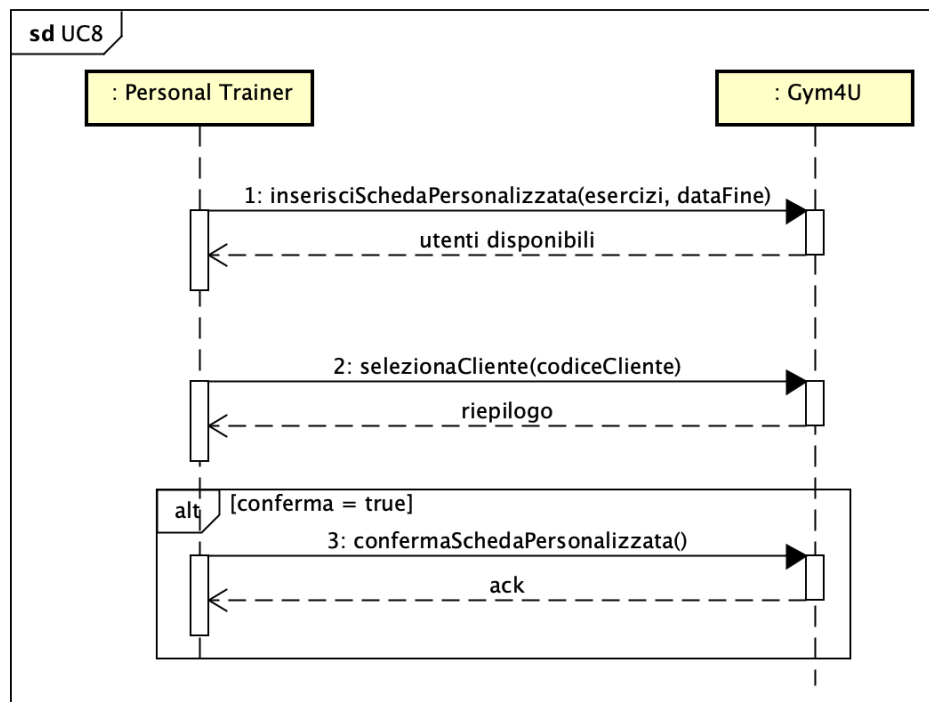 sd UC8
: Personal Trainer
: Gym4U
1: inserisciSchedaPersonalizzata(esercizi, dataFine)
utenti disponibili
2: selezionaCliente(codiceCliente)
riepilogo
alt
[conferma = true]
3: confermaSchedaPersonalizzata()
ack